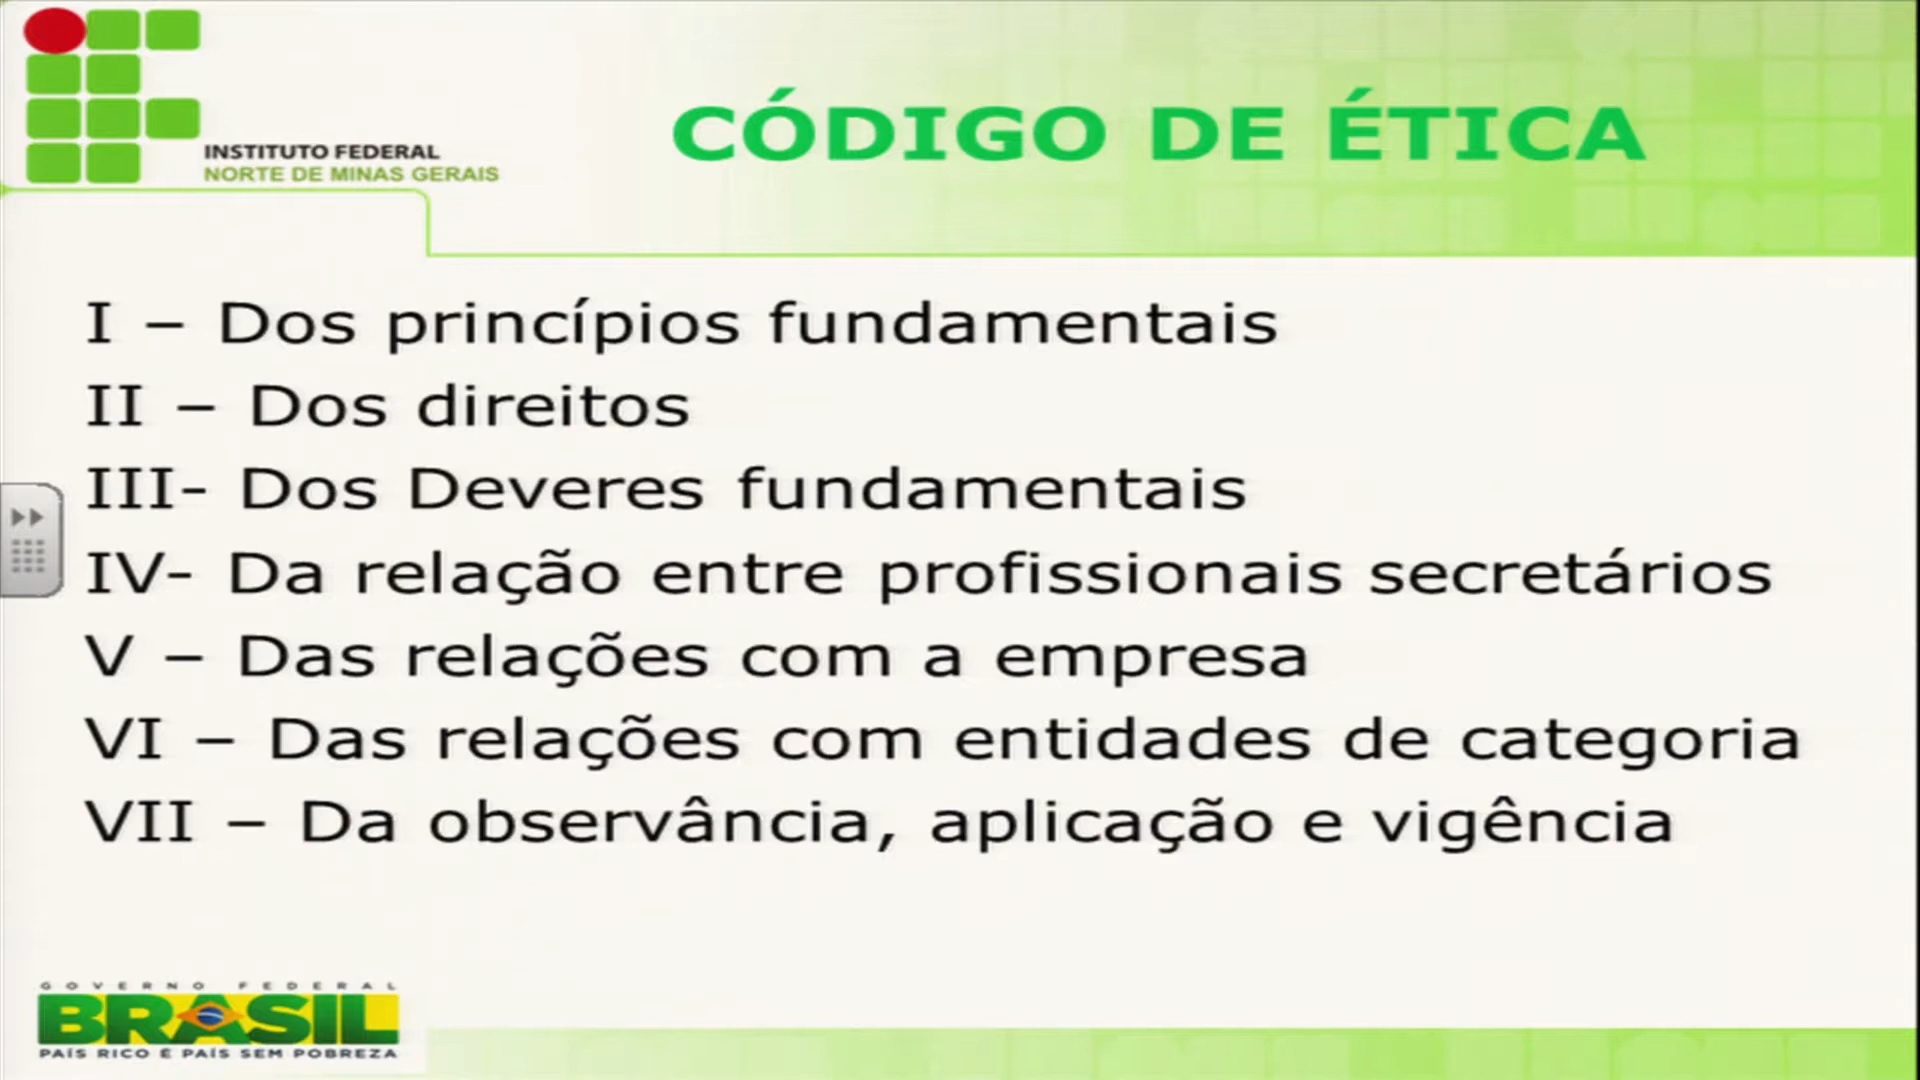 INSTITUTO FEDERAL
NORTE DE MINAS GERAIS
CÓDIGO DE ÉTICA
I – Dos princípios fundamentais
II – Dos direitos
III- Dos Deveres fundamentais
IV- Da relação entre profissionais secretários
V – Das relações com a empresa
VI – Das relações com entidades de categoria
VII – Da observância, aplicação e vigência
GOVERNO FEDERAL
BRASIL
PAÍS RICO É PAÍS SEM POBREZA